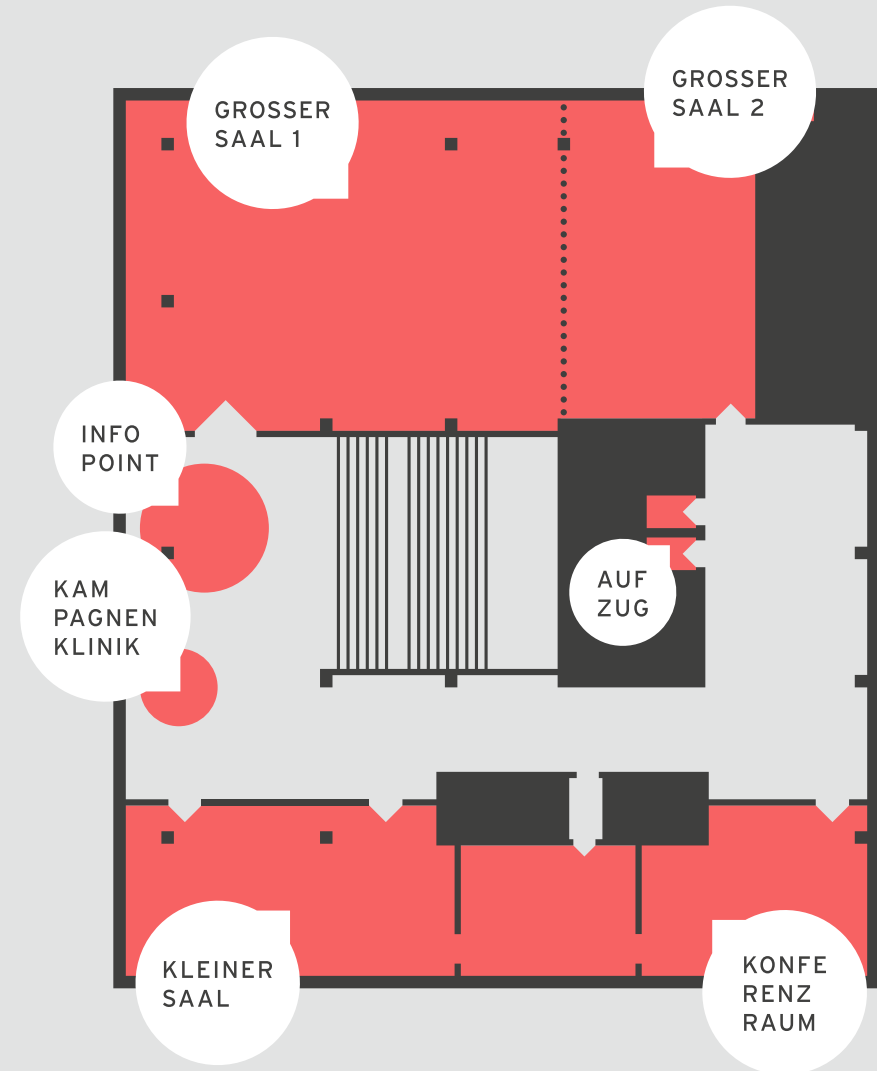 GROSSER
SAAL 1
GROSSER
SAAL 2
INFO
POINT
KAM
PAGNEN
KLINIK
AUF
ZUG
KLEINER
SAAL
KONFE
RENZ
RAUM